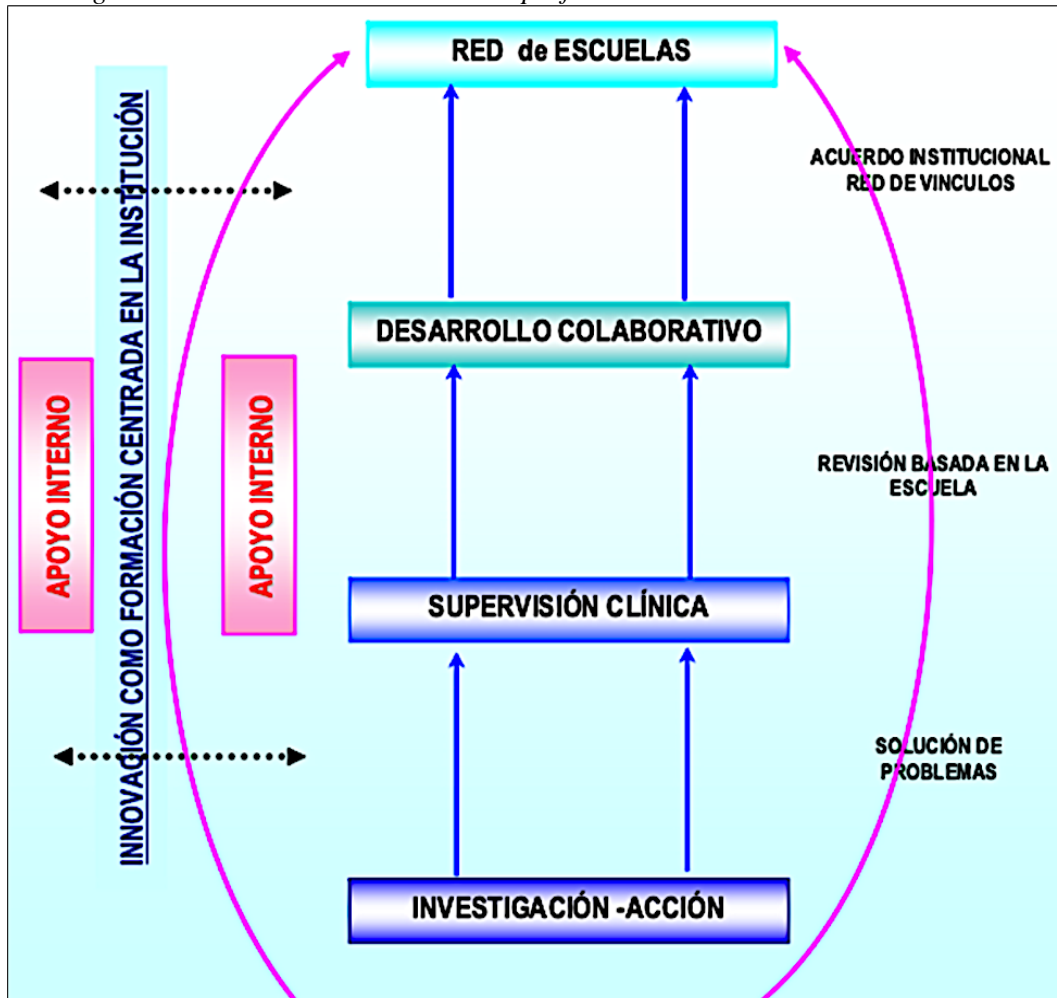 RED de ESCUELAS
ACUERDO INSTITUCIONAL
RED DE VINCULOS
INNOVACIÓN COMO FORMACIÓN CENTRADA EN LA INSTITUCIÓN
DESARROLLO COLABORATIVO
APOYO INTERNO
APOYO INTERNO
REVISIÓN BASADA EN LA
ESCUELA
SUPERVISIÓN CLÍNICA
SOLUCIÓN DE
PROBLEMAS
INVESTIGACIÓN -ACCIÓN